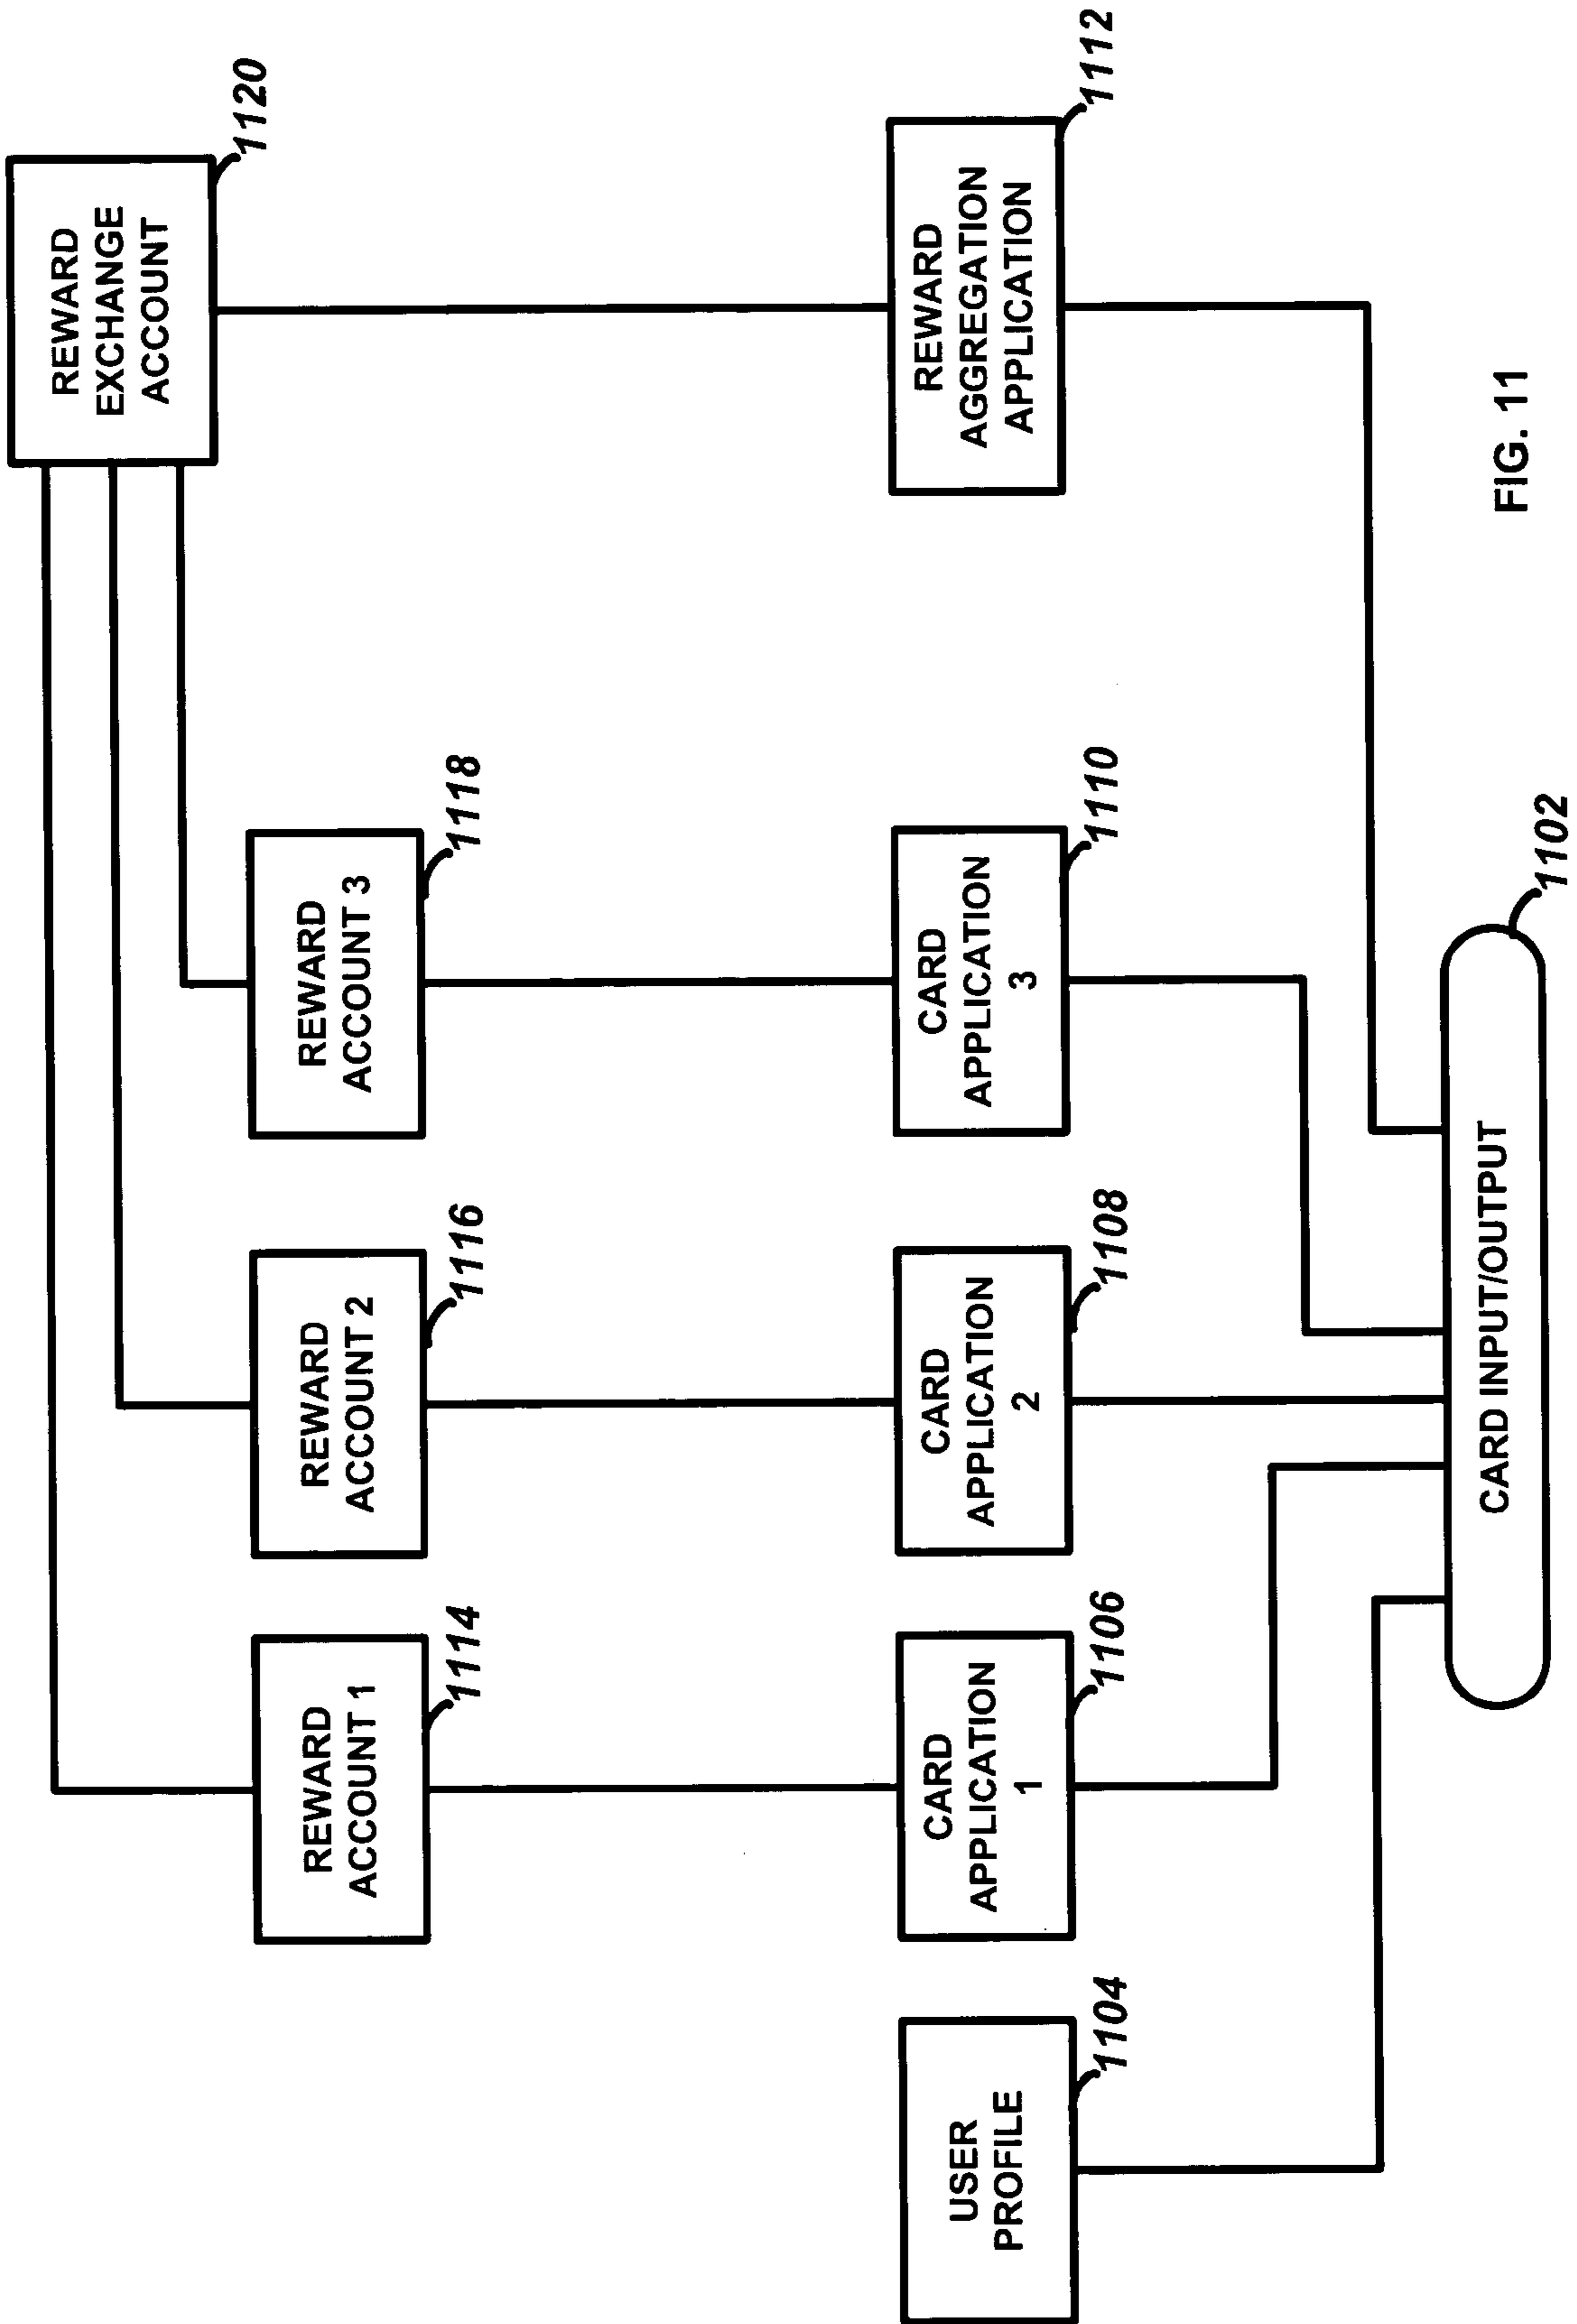 REWARD
EXCHANGE
ACCOUNT
1120
REWARD
ACCOUNT 1
1114
REWARD
ACCOUNT 2
1116
REWARD
ACCOUNT 3
1118
USER
PROFILE
1104
CARD
APPLICATION
1
1106
CARD
APPLICATION
2
1108
CARD
APPLICATION
3
1110
REWARD
AGGREGATION
APPLICATION
1112
CARD INPUT/OUTPUT
1102
FIG. 11